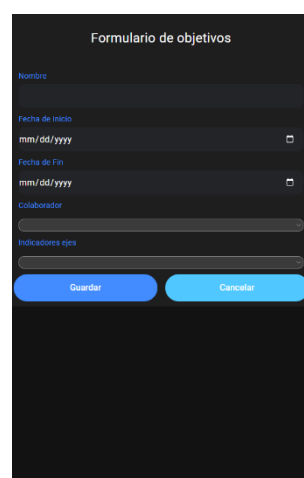 Formulario de objetivos
Nombre
Fecha de Inicio
mm/dd/yyyy
Fecha de Fin
mm/dd/yyyy
Colaborador
Indicadores ejes
Guardar Cancelar